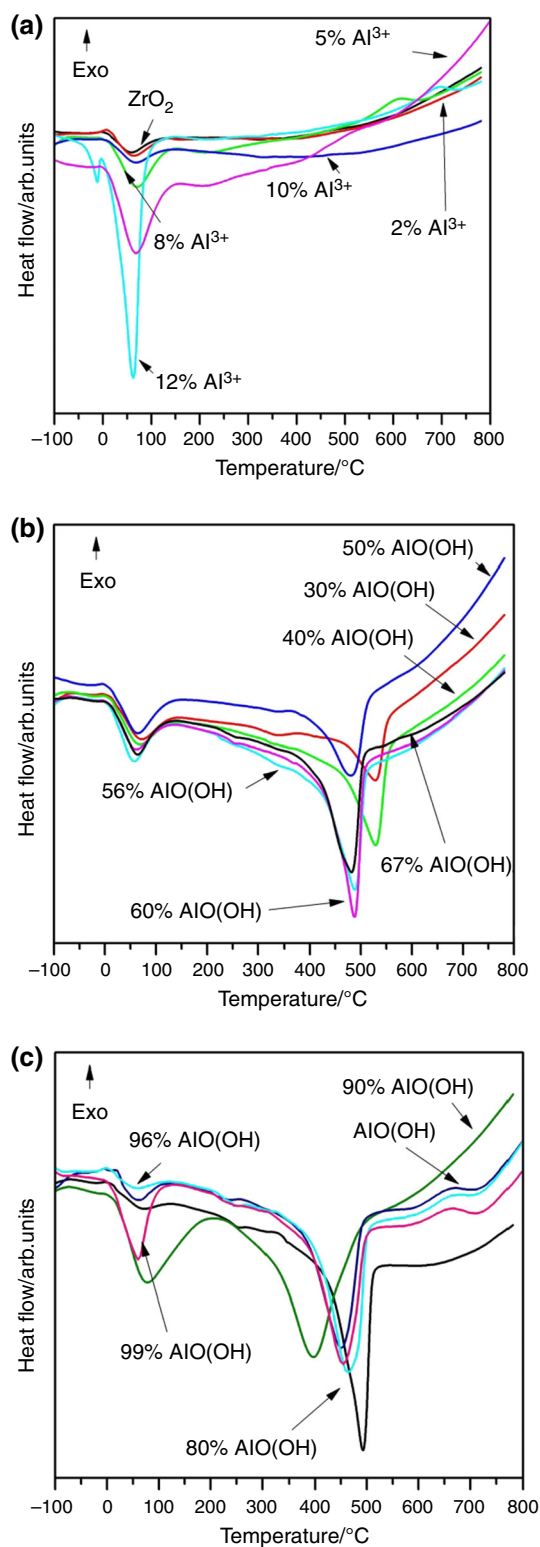 (a)
Exo
5% Al³⁺
ZrO₂
10% Al³⁺
8% Al³⁺
2% Al³⁺
12% Al³⁺
Heat flow/arb.units
–100 0 100 200 300 400 500 600 700 800
Temperature/°C
(b)
Exo
50% AlO(OH)
30% AlO(OH)
40% AlO(OH)
56% AlO(OH)
67% AlO(OH)
60% AlO(OH)
Heat flow/arb.units
–100 0 100 200 300 400 500 600 700 800
Temperature/°C
(c)
Exo
90% AlO(OH)
96% AlO(OH)
AlO(OH)
99% AlO(OH)
80% AlO(OH)
Heat flow/arb.units
–100 0 100 200 300 400 500 600 700 800
Temperature/°C